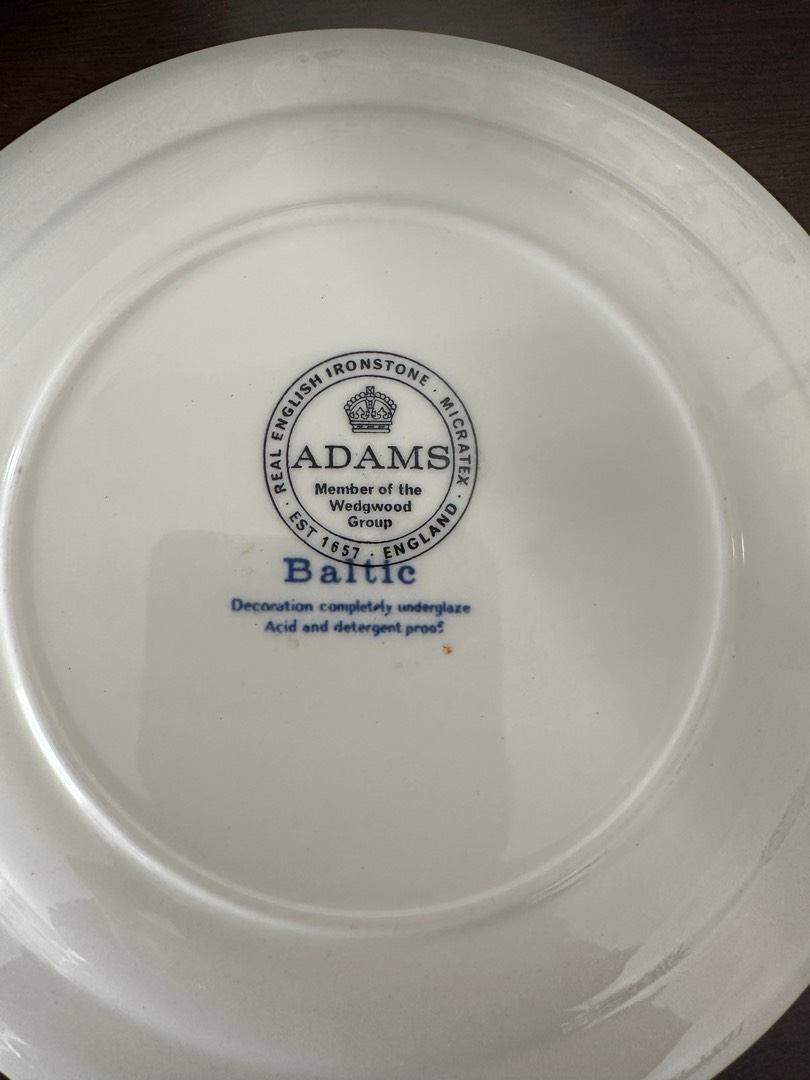 REAL ENGLISH IRONSTONE · MICRATEX ·
ADAMS
Member of the
Wedgwood
Group
· EST 1657 · ENGLAND
Baltic
Decoration completely underglaze
Acid and detergent proof